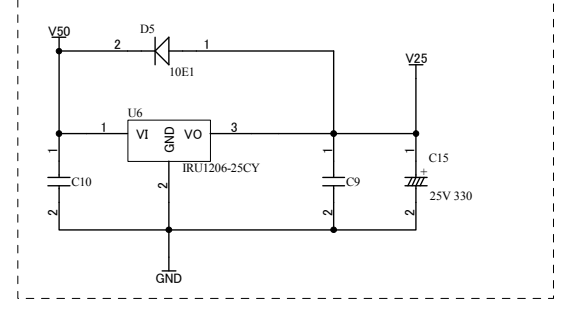 D5
V50
2
1
V25
10E1
U6
1
VI
GND
VO
3
IRU1206-25CY
1
1
1
C15
+
2
C10
C9
25V 330
2
2
2
GND